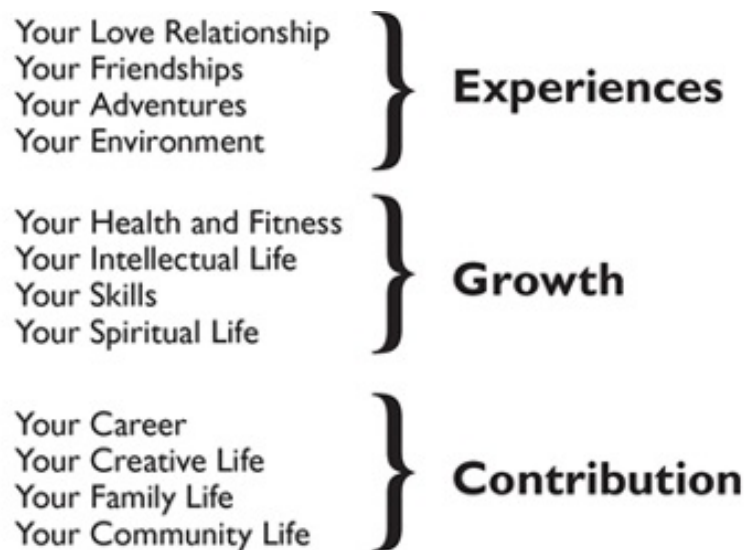 Your Love Relationship
Your Friendships
Your Adventures
Your Environment
Experiences
Your Health and Fitness
Your Intellectual Life
Your Skills
Your Spiritual Life
Growth
Your Career
Your Creative Life
Your Family Life
Your Community Life
Contribution